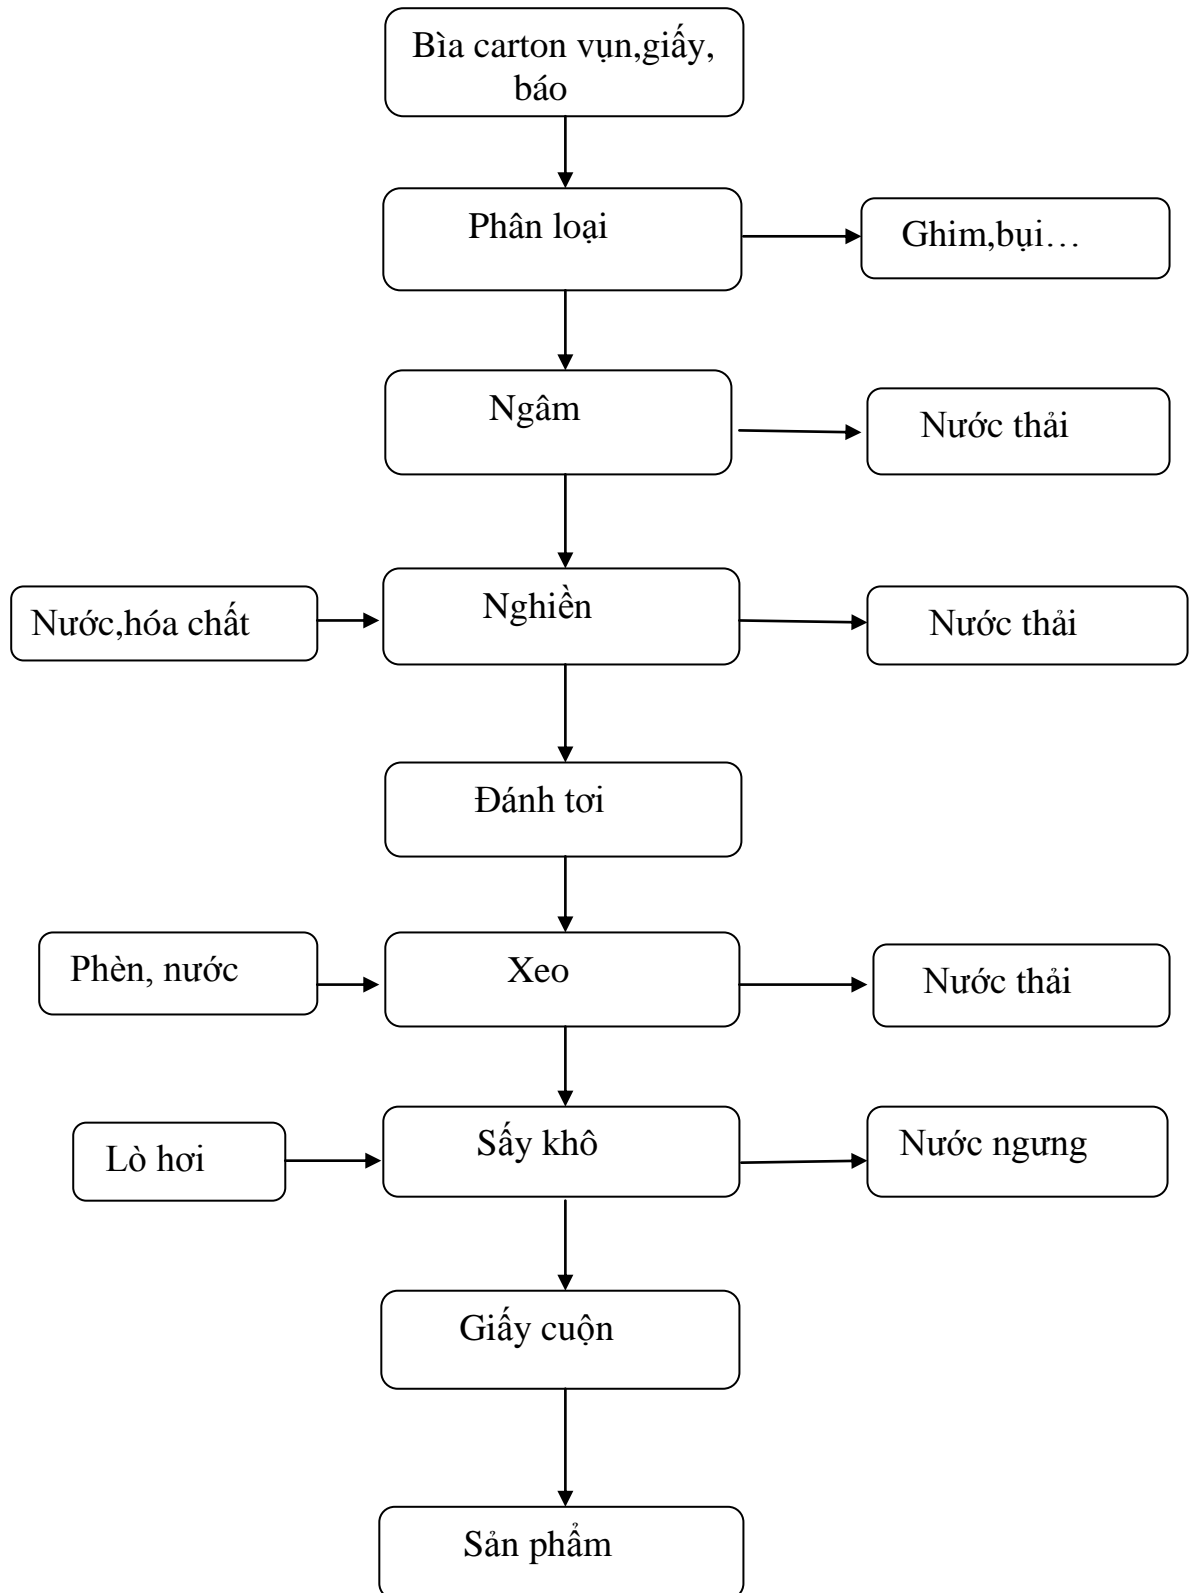 Bìa carton vụn,giấy,
báo
Phân loại
Ghim,bụi…
Ngâm
Nước thải
Nước,hóa chất
Nghiền
Nước thải
Đánh tơi
Phèn, nước
Xeo
Nước thải
Lò hơi
Sấy khô
Nước ngưng
Giấy cuộn
Sản phẩm